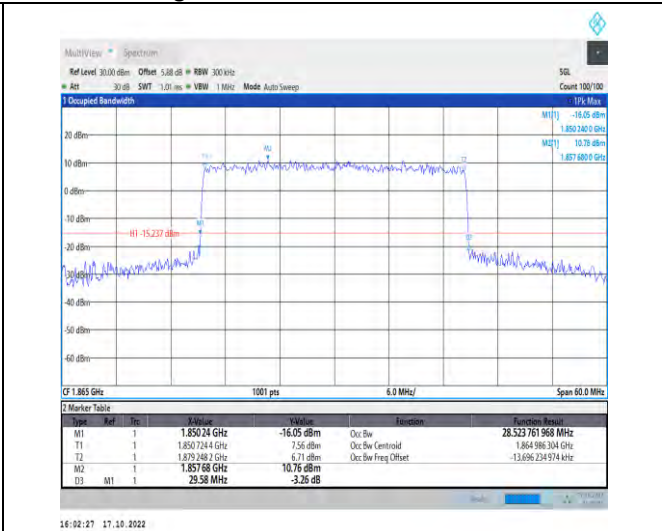 MultiView Spectrum
Ref Level 30.00 dBm Offset 5.88 dB RBW 300 kHz SGL
Att 30 dB SWT 1.01 ms VBW 1 MHz Mode Auto Sweep Count 100/100
1 Occupied Bandwidth 1Pk Max
M1[1] -16.05 dBm
1.850 240 0 GHz
M2[1] 10.76 dBm
1.857 680 0 GHz
20 dBm
M2
T2
10 dBm
0 dBm
-10 dBm
M1
H1 -15.237 dBm
-20 dBm
-30 dBm
-40 dBm
-50 dBm
-60 dBm
CF 1.865 GHz 1001 pts 6.0 MHz/ Span 60.0 MHz
2 Marker Table
Type Ref Trc X-Value Y-Value Function Function Result
M1 1 1.85024 GHz -16.05 dBm Occ Bw 28.523 761 968 MHz
T1 1 1.850 724 4 GHz 7.56 dBm Occ Bw Centroid 1.864 986 304 GHz
T2 1 1.879 248 2 GHz 6.71 dBm Occ Bw Freq Offset -13.696 234 974 kHz
M2 1 1.857 68 GHz 10.76 dBm
D3 M1 1 29.58 MHz -3.26 dB
16:02:27 17.10.2022